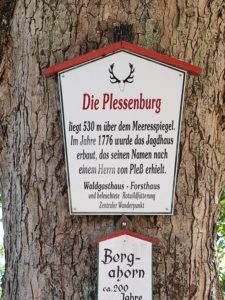 Die Plessenburg
liegt 530 m über dem Meeresspiegel.
Im Jahre 1776 wurde das Jagdhaus
erbaut, das seinen Namen nach
einem Herrn von Pleß erhielt.
Waldgasthaus - Forsthaus
und beleuchtete Rotwildfütterung
Zentraler Wanderpunkt
Berg-
ahorn
ca. 200
Jahre